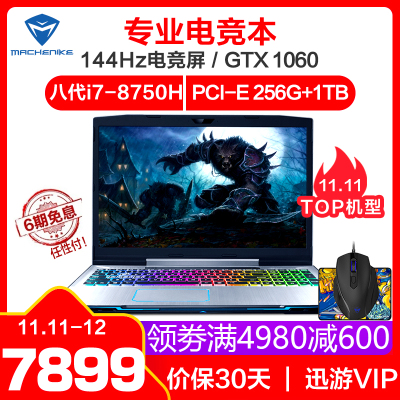 MACHENIKE
专业电竞本
144Hz电竞屏 / GTX 1060
八代i7-8750H PCI-E 256G+1TB
11.11
TOP机型
6期免息
任性付!
11.11-12
7899
领劵满4980减600
价保30天 | 迅游VIP